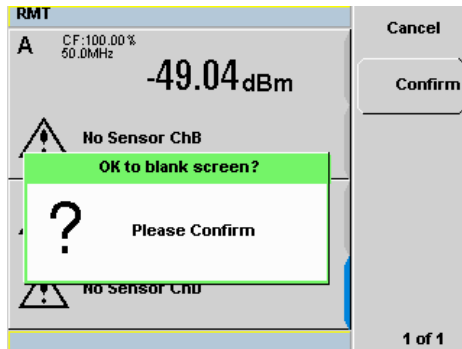 RMT
A
CF:100.00%
50.0MHz
-49.04dBm
No Sensor ChB
OK to blank screen?
?
Please Confirm
No Sensor ChD
Cancel
Confirm
1 of 1